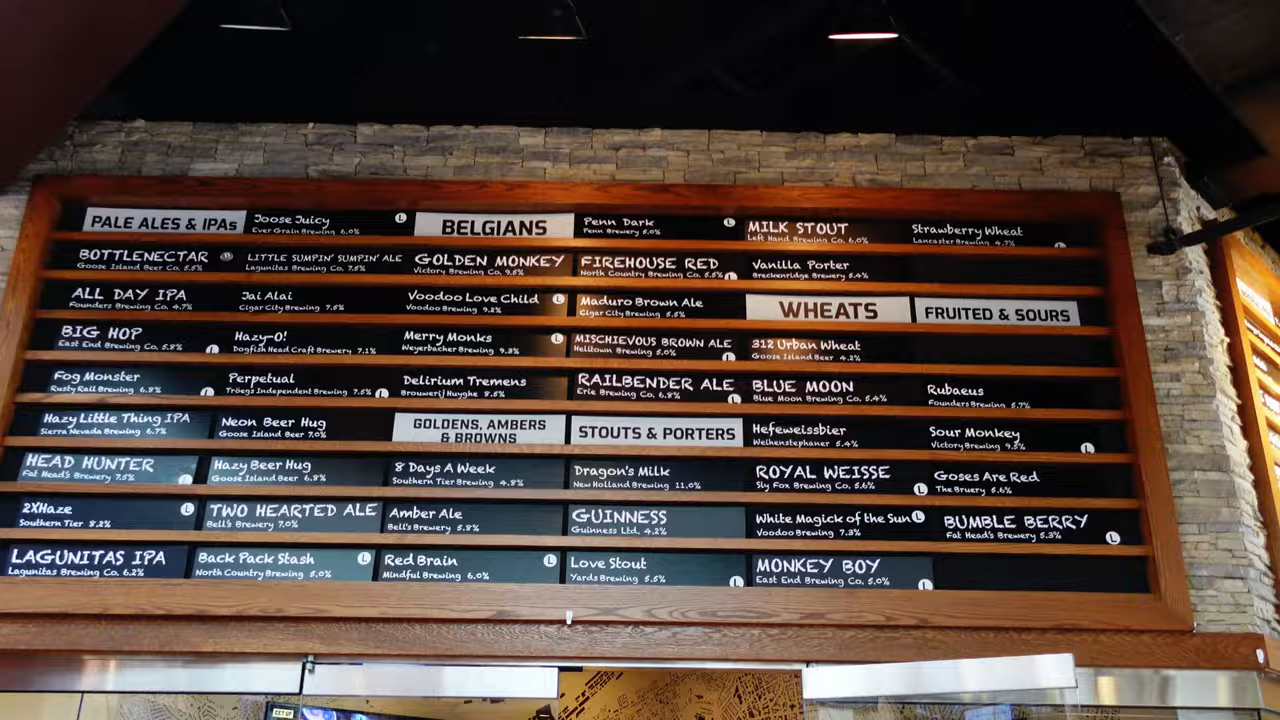 PALE ALES & IPAs
BOTTLENECTAR
Goose Island Beer Co. 5.5%
ALL DAY IPA
Founders Brewing Co. 4.7%
BIG HOP
East End Brewing Co. 5.8%
L
Fog Monster
Rusty Rail Brewing 6.8%
L
Hazy Little Thing IPA
Sierra Nevada Brewing 6.7%
HEAD HUNTER
Fat Head's Brewery 7.5%
L
2XHaze
Southern Tier 8.2%
L
LAGUNITAS IPA
Lagunitas Brewing Co. 6.2%
Joose Juicy
Ever Grain Brewing 6.0%
L
LITTLE SUMPIN' SUMPIN' ALE
Lagunitas Brewing Co. 7.5%
Jai Alai
Cigar City Brewing 7.5%
Hazy-O!
Dogfish Head Craft Brewery 7.1%
Perpetual
Tröegs Independent Brewing 7.5%
L
Neon Beer Hug
Goose Island Beer 7.0%
Hazy Beer Hug
Goose Island Beer 6.8%
TWO HEARTED ALE
Bell's Brewery 7.0%
Back Pack Stash
North Country Brewing 5.0%
L
BELGIANS
GOLDEN MONKEY
Victory Brewing Co. 9.5%
Voodoo Love Child
Voodoo Brewing 9.2%
L
Merry Monks
Weyerbacher Brewing 9.3%
L
Delirium Tremens
Brouwerij Huyghe 8.5%
GOLDENS, AMBERS
& BROWNS
8 Days A Week
Southern Tier Brewing 4.8%
Amber Ale
Bell's Brewery 5.8%
Red Brain
Mindful Brewing 6.0%
L
Penn Dark
Penn Brewery 5.0%
L
FIREHOUSE RED
North Country Brewing Co. 5.5%
L
Maduro Brown Ale
Cigar City Brewing 5.5%
MISCHIEVOUS BROWN ALE
Helltown Brewing 5.0%
L
RAILBENDER ALE
Erie Brewing Co. 6.8%
L
STOUTS & PORTERS
Dragon's Milk
New Holland Brewing 11.0%
GUINNESS
Guinness Ltd. 4.2%
Love Stout
Yards Brewing 5.5%
L
MILK STOUT
Left Hand Brewing Co. 6.0%
Vanilla Porter
Breckenridge Brewery 5.4%
WHEATS
312 Urban Wheat
Goose Island Beer 4.2%
BLUE MOON
Blue Moon Brewing Co. 5.4%
Hefeweissbier
Weihenstephaner 5.4%
ROYAL WEISSE
Sly Fox Brewing Co. 5.6%
L
White Magick of the Sun
Voodoo Brewing 7.3%
L
MONKEY BOY
East End Brewing Co. 5.0%
L
Strawberry Wheat
Lancaster Brewing 4.7%
FRUITED & SOURS
Rubaeus
Founders Brewing 5.7%
Sour Monkey
Victory Brewing 9.5%
L
Goses Are Red
The Bruery 5.6%
BUMBLE BERRY
Fat Head's Brewery 5.3%
L